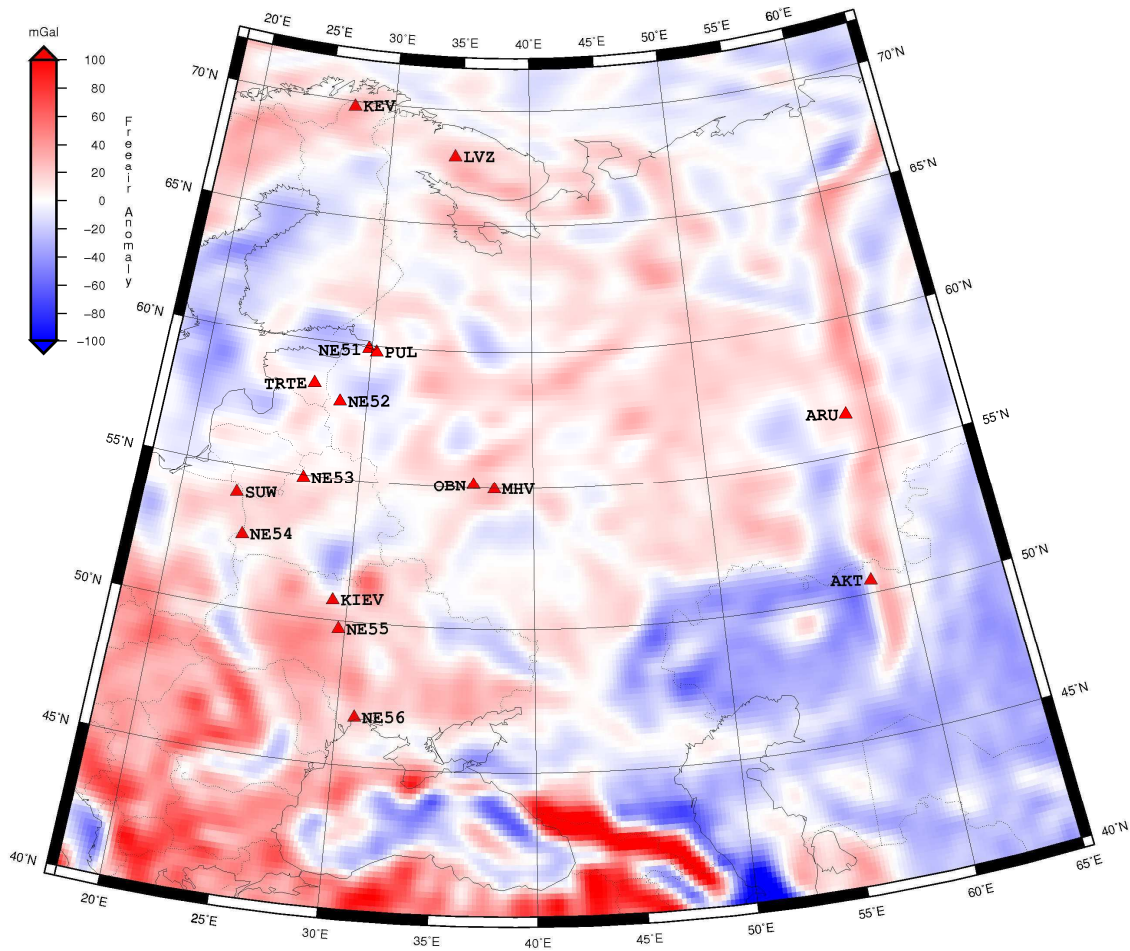 20°E 25°E 30°E 35°E 40°E 45°E 50°E 55°E 60°E
mGal
100
80
60
40
20
0
−20
−40
−60
−80
−100
Freeair Anomaly
70°N
65°N
60°N
55°N
50°N
45°N
40°N
70°N
65°N
60°N
55°N
50°N
45°N
40°N
KEV
LVZ
NE51 PUL
TRTE
NE52
ARU
NE53
OBN MHV
SUW
NE54
AKT
KIEV
NE55
NE56
20°E 25°E 30°E 35°E 40°E 45°E 50°E 55°E 60°E 65°E